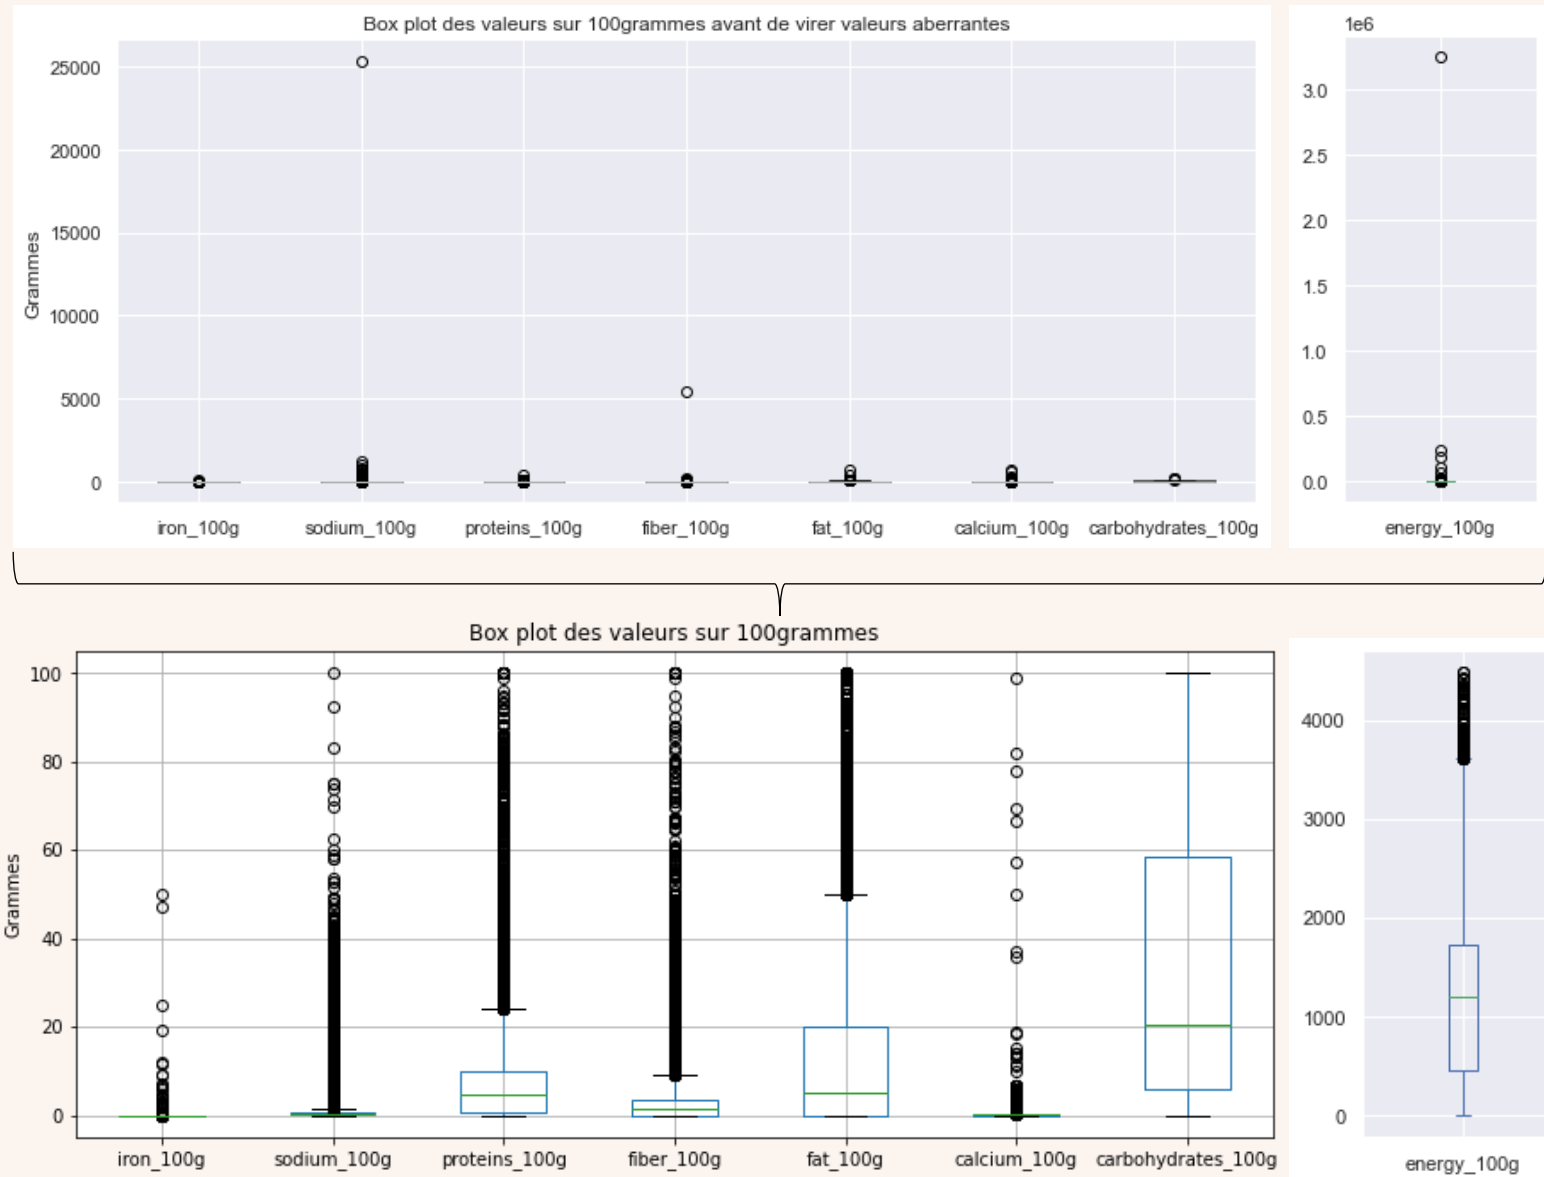 Box plot des valeurs sur 100grammes avant de virer valeurs aberrantes
Grammes
25000
20000
15000
10000
5000
0
iron_100g sodium_100g proteins_100g fiber_100g fat_100g calcium_100g carbohydrates_100g
1e6
3.0
2.5
2.0
1.5
1.0
0.5
0.0
energy_100g
Box plot des valeurs sur 100grammes
Grammes
100
80
60
40
20
0
iron_100g sodium_100g proteins_100g fiber_100g fat_100g calcium_100g carbohydrates_100g
4000
3000
2000
1000
0
energy_100g